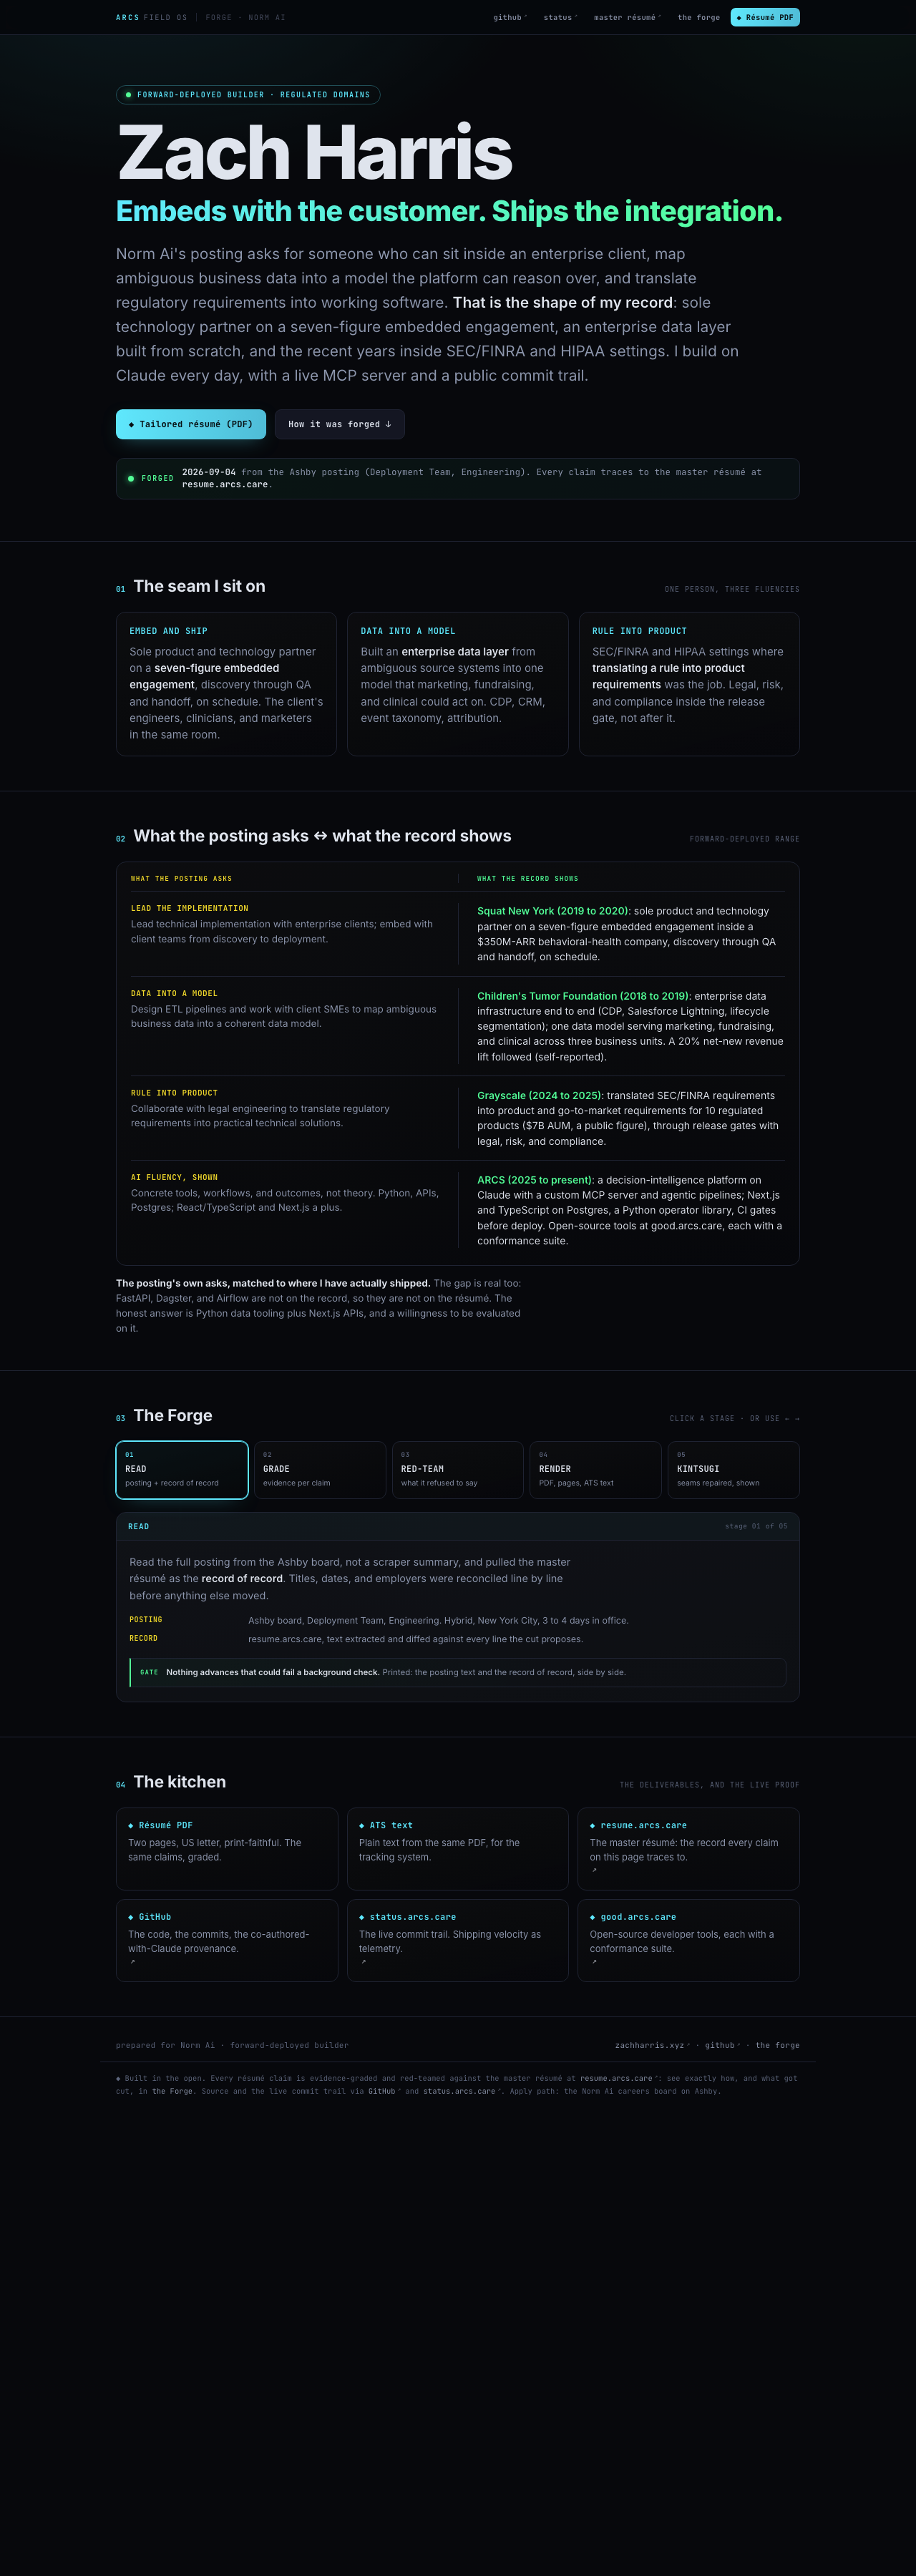 ARCS FIELD OS | FORGE · NORM AI
github↗ status↗ master résumé↗ the forge ◆ Résumé PDF
FORWARD-DEPLOYED BUILDER · REGULATED DOMAINS
Zach Harris
Embeds with the customer. Ships the integration.
Norm Ai's posting asks for someone who can sit inside an enterprise client, map
ambiguous business data into a model the platform can reason over, and translate
regulatory requirements into working software. That is the shape of my record: sole
technology partner on a seven-figure embedded engagement, an enterprise data layer
built from scratch, and the recent years inside SEC/FINRA and HIPAA settings. I build on
Claude every day, with a live MCP server and a public commit trail.
◆ Tailored résumé (PDF)
How it was forged ↓
FORGED 2026-09-04 from the Ashby posting (Deployment Team, Engineering). Every claim traces to the master résumé at
resume.arcs.care.
01 The seam I sit on
ONE PERSON, THREE FLUENCIES
EMBED AND SHIP
Sole product and technology partner
on a seven-figure embedded
engagement, discovery through QA
and handoff, on schedule. The client's
engineers, clinicians, and marketers
in the same room.
DATA INTO A MODEL
Built an enterprise data layer from
ambiguous source systems into one
model that marketing, fundraising,
and clinical could act on. CDP, CRM,
event taxonomy, attribution.
RULE INTO PRODUCT
SEC/FINRA and HIPAA settings where
translating a rule into product
requirements was the job. Legal, risk,
and compliance inside the release
gate, not after it.
02 What the posting asks ↔ what the record shows
FORWARD-DEPLOYED RANGE
WHAT THE POSTING ASKS
WHAT THE RECORD SHOWS
LEAD THE IMPLEMENTATION
Lead technical implementation with enterprise clients; embed with
client teams from discovery to deployment.
Squat New York (2019 to 2020): sole product and technology
partner on a seven-figure embedded engagement inside a
$350M-ARR behavioral-health company, discovery through QA
and handoff, on schedule.
DATA INTO A MODEL
Design ETL pipelines and work with client SMEs to map ambiguous
business data into a coherent data model.
Children's Tumor Foundation (2018 to 2019): enterprise data
infrastructure end to end (CDP, Salesforce Lightning, lifecycle
segmentation); one data model serving marketing, fundraising,
and clinical across three business units. A 20% net-new revenue
lift followed (self-reported).
RULE INTO PRODUCT
Collaborate with legal engineering to translate regulatory
requirements into practical technical solutions.
Grayscale (2024 to 2025): translated SEC/FINRA requirements
into product and go-to-market requirements for 10 regulated
products ($7B AUM, a public figure), through release gates with
legal, risk, and compliance.
AI FLUENCY, SHOWN
Concrete tools, workflows, and outcomes, not theory. Python, APIs,
Postgres; React/TypeScript and Next.js a plus.
ARCS (2025 to present): a decision-intelligence platform on
Claude with a custom MCP server and agentic pipelines; Next.js
and TypeScript on Postgres, a Python operator library, CI gates
before deploy. Open-source tools at good.arcs.care, each with a
conformance suite.
The posting's own asks, matched to where I have actually shipped. The gap is real too:
FastAPI, Dagster, and Airflow are not on the record, so they are not on the résumé. The
honest answer is Python data tooling plus Next.js APIs, and a willingness to be evaluated
on it.
03 The Forge
CLICK A STAGE · OR USE ← →
01
READ
posting + record of record
02
GRADE
evidence per claim
03
RED-TEAM
what it refused to say
04
RENDER
PDF, pages, ATS text
05
KINTSUGI
seams repaired, shown
READ
stage 01 of 05
Read the full posting from the Ashby board, not a scraper summary, and pulled the master
résumé as the record of record. Titles, dates, and employers were reconciled line by line
before anything else moved.
POSTING Ashby board, Deployment Team, Engineering. Hybrid, New York City, 3 to 4 days in office.
RECORD resume.arcs.care, text extracted and diffed against every line the cut proposes.
GATE Nothing advances that could fail a background check. Printed: the posting text and the record of record, side by side.
04 The kitchen
THE DELIVERABLES, AND THE LIVE PROOF
◆ Résumé PDF
Two pages, US letter, print-faithful. The
same claims, graded.
◆ ATS text
Plain text from the same PDF, for the
tracking system.
◆ resume.arcs.care
The master résumé: the record every claim
on this page traces to.
↗
◆ GitHub
The code, the commits, the co-authored-
with-Claude provenance.
↗
◆ status.arcs.care
The live commit trail. Shipping velocity as
telemetry.
↗
◆ good.arcs.care
Open-source developer tools, each with a
conformance suite.
↗
prepared for Norm Ai · forward-deployed builder
zachharris.xyz↗ · github↗ · the forge
◆ Built in the open. Every résumé claim is evidence-graded and red-teamed against the master résumé at resume.arcs.care↗: see exactly how, and what got
cut, in the Forge. Source and the live commit trail via GitHub↗ and status.arcs.care↗. Apply path: the Norm Ai careers board on Ashby.